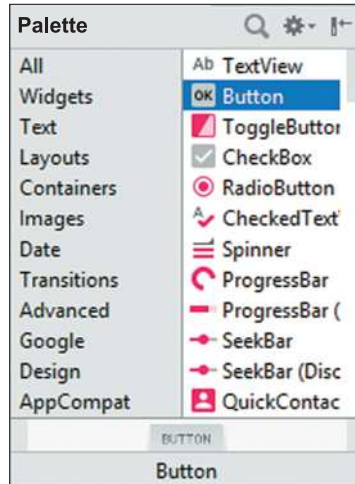 Palette
All
Widgets
Text
Layouts
Containers
Images
Date
Transitions
Advanced
Google
Design
AppCompat
Ab TextView
OK Button
ToggleButtor
CheckBox
RadioButton
A CheckedText
Spinner
ProgressBar
ProgressBar (
SeekBar
SeekBar (Disc
QuickContac
BUTTON
Button